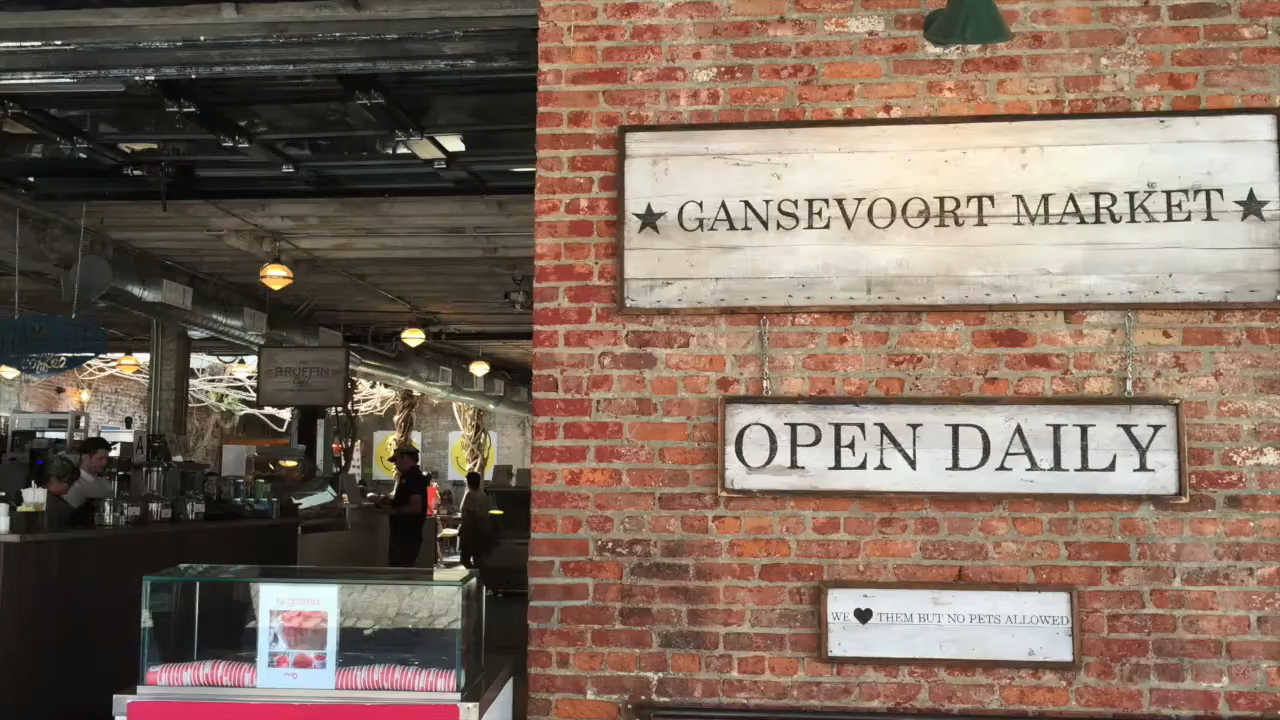 ★ GANSEVOORT MARKET ★
OPEN DAILY
WE ♥ THEM BUT NO PETS ALLOWED
BRUFFIN